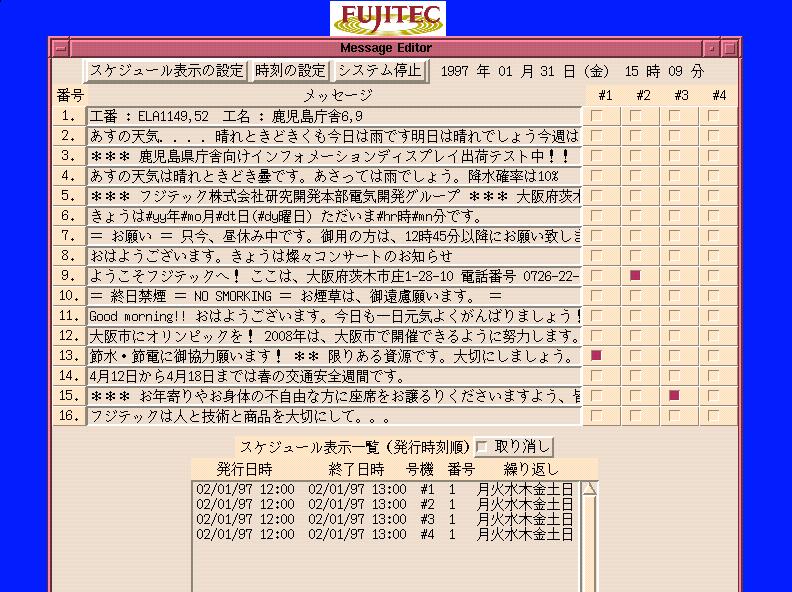 FUJITEC
Message Editor
スケジュール表示の設定 時刻の設定 システム停止 1997 年 01 月 31 日 (金) 15 時 09 分
番号 メッセージ #1 #2 #3 #4
1. 工番 : ELA1149,52 工名 : 鹿児島庁舎6,9
2. あすの天気．．．．晴れときどきくも今日は雨です明日は晴れでしょう今週は
3. ＊＊＊ 鹿児島県庁舎向けインフォメーションディスプレイ出荷テスト中！！
4. あすの天気は晴れときどき曇です。あさっては雨でしょう。降水確率は10%
5. ＊＊＊ フジテック株式会社研究開発本部電気開発グループ ＊＊＊ 大阪府茨木
6. きょうは#yy年#mo月#dt日(#dy曜日) ただいま#hr時#mn分です。
7. ＝ お願い ＝ 只今、昼休み中です。御用の方は、12時45分以降にお願い致しま
8. おはようございます。きょうは燦々コンサートのお知らせ
9. ようこそフジテックへ！ ここは、大阪府茨木市庄1-28-10 電話番号 0726-22-
10. ＝ 終日禁煙 ＝ NO SMORKING ＝ お煙草は、御遠慮願います。 ＝
11. Good morning!! おはようございます。今日も一日元気よくがんばりましょう！
12. 大阪市にオリンピックを！ 2008年は、大阪市で開催できるように努力します。
13. 節水・節電に御協力願います！ ＊＊ 限りある資源です。大切にしましょう。
14. 4月12日から4月18日までは春の交通安全週間です。
15. ＊＊＊ お年寄りやお身体の不自由な方に座席をお譲るりくださいますよう、
16. フジテックは人と技術と商品を大切にして。。。
スケジュール表示一覧 (発行時刻順) 取り消し
発行日時 終了日時 号機 番号 繰り返し
02/01/97 12:00 02/01/97 13:00 #1 1 月火水木金土日
02/01/97 12:00 02/01/97 13:00 #2 1 月火水木金土日
02/01/97 12:00 02/01/97 13:00 #3 1 月火水木金土日
02/01/97 12:00 02/01/97 13:00 #4 1 月火水木金土日